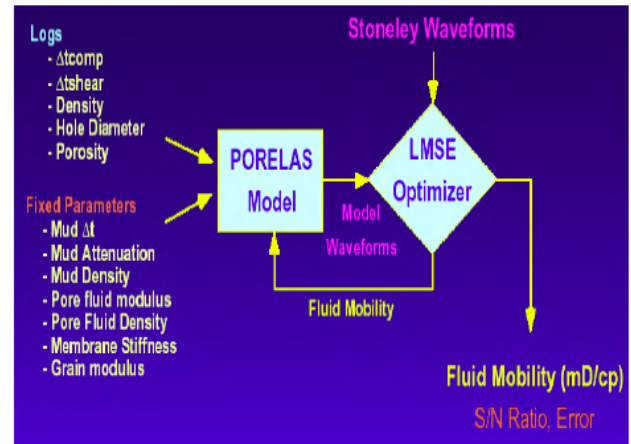 Logs
- Δtcomp
- Δtshear
- Density
- Hole Diameter
- Porosity
Fixed Parameters
- Mud Δt
- Mud Attenuation
- Mud Density
- Pore fluid modulus
- Pore Fluid Density
- Membrane Stiffness
- Grain modulus
PORELAS
Model
Stoneley Waveforms
LMSE
Optimizer
Model
Waveforms
Fluid Mobility
Fluid Mobility (mD/cp)
S/N Ratio, Error